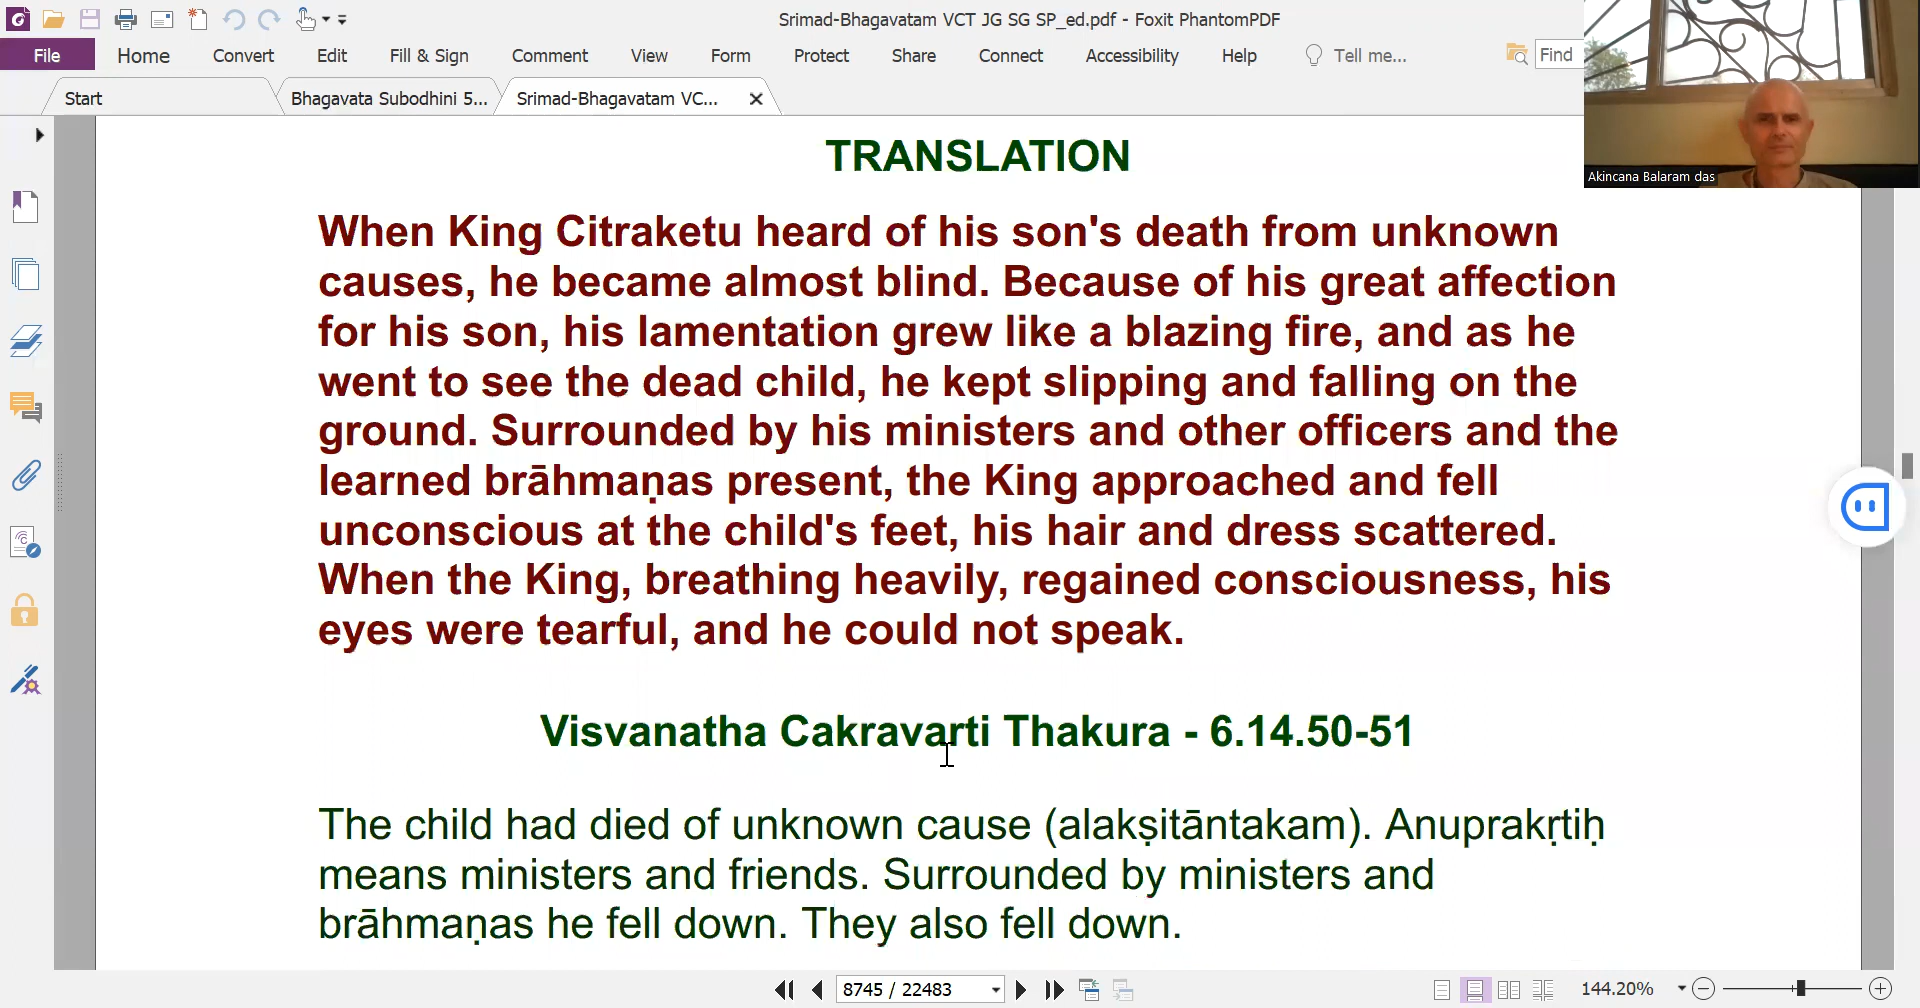 Srimad-Bhagavatam VCT JG SG SP_ed.pdf - Foxit PhantomPDF
File Home Convert Edit Fill & Sign Comment View Form Protect Share Connect Accessibility Help Tell me... Find
Start Bhagavata Subodhini 5... Srimad-Bhagavatam VC...
Akincana Balaram das
TRANSLATION
When King Citraketu heard of his son's death from unknown
causes, he became almost blind. Because of his great affection
for his son, his lamentation grew like a blazing fire, and as he
went to see the dead child, he kept slipping and falling on the
ground. Surrounded by his ministers and other officers and the
learned brāhmaṇas present, the King approached and fell
unconscious at the child's feet, his hair and dress scattered.
When the King, breathing heavily, regained consciousness, his
eyes were tearful, and he could not speak.
Visvanatha Cakravarti Thakura - 6.14.50-51
The child had died of unknown cause (alakṣitāntakam). Anuprakṛtiḥ
means ministers and friends. Surrounded by ministers and
brāhmaṇas he fell down. They also fell down.
8745 / 22483 144.20%